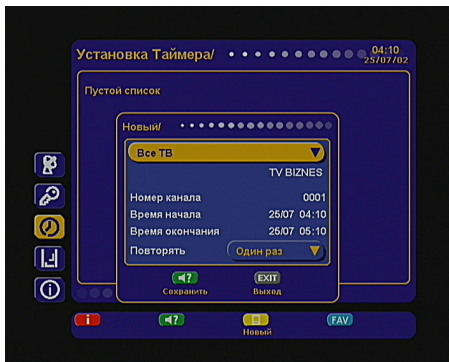 Установка Таймера/
04:10
25/07/02
Пустой список
Новый/
Все ТВ
TV BIZNES
Номер канала 0001
Время начала 25/07 04:10
Время окончания 25/07 05:10
Повторять Один раз
Сохранить
EXIT
Выход
Новый
FAV